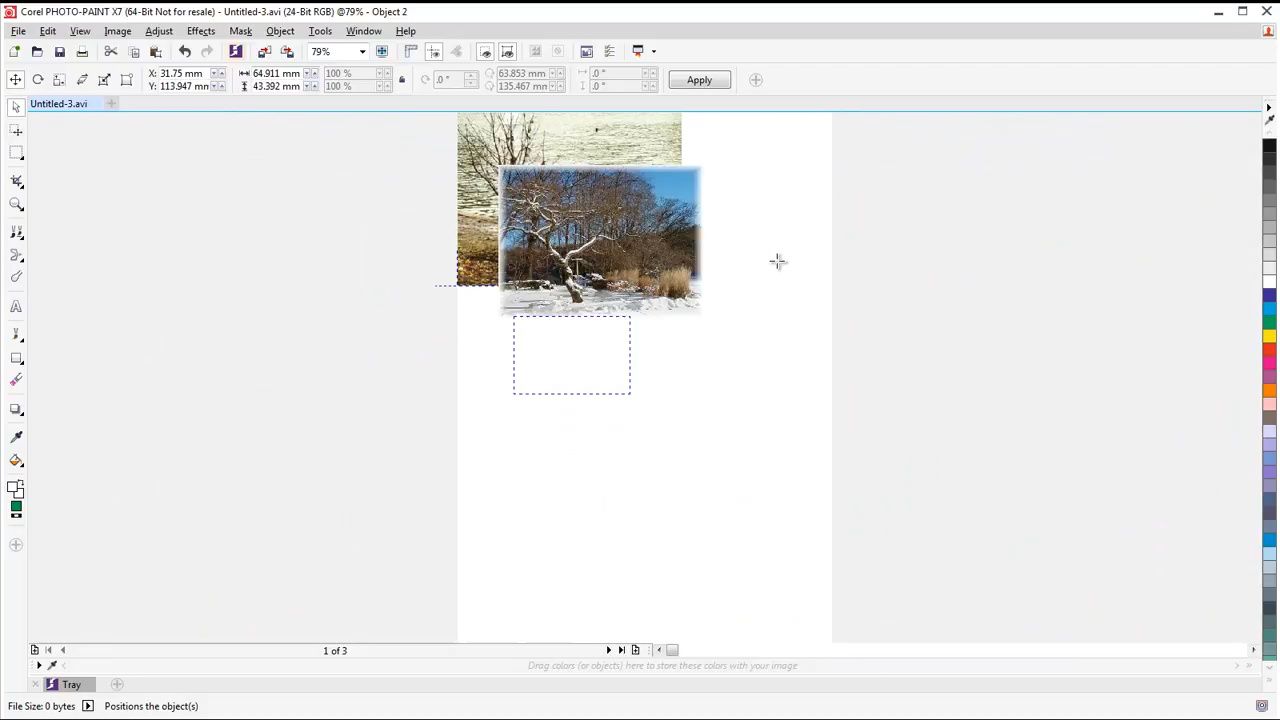 Corel PHOTO-PAINT X7 (64-Bit Not for resale) - Untitled-3.avi (24-Bit RGB) @79% - Object 2
File Edit View Image Adjust Effects Mask Object Tools Window Help
79%
X: 31.75 mm 64.911 mm 100 % .0 ° 63.853 mm .0 ° Apply
Y: 113.947 mm 43.392 mm 100 % 135.467 mm .0 °
Untitled-3.avi
1 of 3
Drag colors (or objects) here to store these colors with your image
Tray
File Size: 0 bytes Positions the object(s)